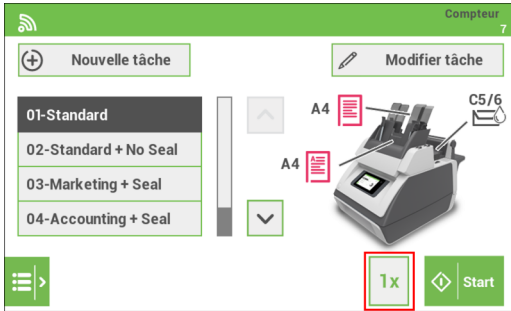 Compteur
7
Nouvelle tâche
Modifier tâche
01-Standard
02-Standard + No Seal
03-Marketing + Seal
04-Accounting + Seal
A4
A4
C5/6
1x
Start